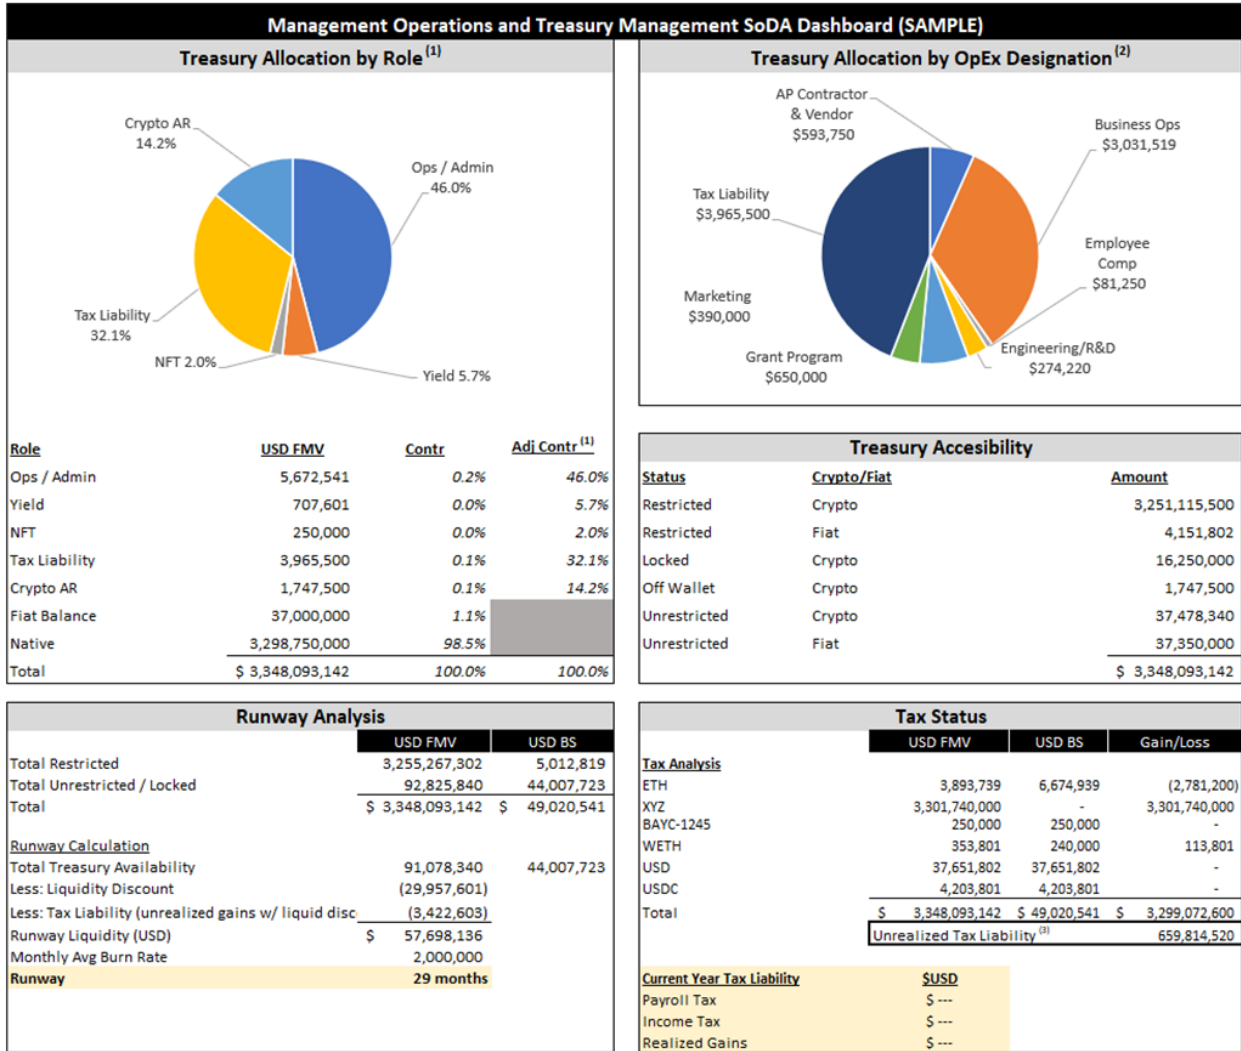 Management Operations and Treasury Management SoDA Dashboard (SAMPLE)
Treasury Allocation by Role (1)
Crypto AR
14.2%
Ops / Admin
46.0%
Tax Liability
32.1%
NFT 2.0%
Yield 5.7%
Role USD FMV Contr Adj Contr (1)
Ops / Admin 5,672,541 0.2% 46.0%
Yield 707,601 0.0% 5.7%
NFT 250,000 0.0% 2.0%
Tax Liability 3,965,500 0.1% 32.1%
Crypto AR 1,747,500 0.1% 14.2%
Fiat Balance 37,000,000 1.1%
Native 3,298,750,000 98.5%
Total $ 3,348,093,142 100.0% 100.0%
Treasury Allocation by OpEx Designation (2)
AP Contractor
& Vendor
$593,750
Business Ops
$3,031,519
Tax Liability
$3,965,500
Employee
Comp
$81,250
Marketing
$390,000
Engineering/R&D
$274,220
Grant Program
$650,000
Treasury Accesibility
Status Crypto/Fiat Amount
Restricted Crypto 3,251,115,500
Restricted Fiat 4,151,802
Locked Crypto 16,250,000
Off Wallet Crypto 1,747,500
Unrestricted Crypto 37,478,340
Unrestricted Fiat 37,350,000
$ 3,348,093,142
Runway Analysis
USD FMV USD BS
Total Restricted 3,255,267,302 5,012,819
Total Unrestricted / Locked 92,825,840 44,007,723
Total $ 3,348,093,142 $ 49,020,541
Runway Calculation
Total Treasury Availability 91,078,340 44,007,723
Less: Liquidity Discount (29,957,601)
Less: Tax Liability (unrealized gains w/ liquid disc (3,422,603)
Runway Liquidity (USD) $ 57,698,136
Monthly Avg Burn Rate 2,000,000
Runway 29 months
Tax Status
USD FMV USD BS Gain/Loss
Tax Analysis
ETH 3,893,739 6,674,939 (2,781,200)
XYZ 3,301,740,000 - 3,301,740,000
BAYC-1245 250,000 250,000 -
WETH 353,801 240,000 113,801
USD 37,651,802 37,651,802 -
USDC 4,203,801 4,203,801 -
Total $ 3,348,093,142 $ 49,020,541 $ 3,299,072,600
Unrealized Tax Liability (3) 659,814,520
Current Year Tax Liability $USD
Payroll Tax $ ---
Income Tax $ ---
Realized Gains $ ---